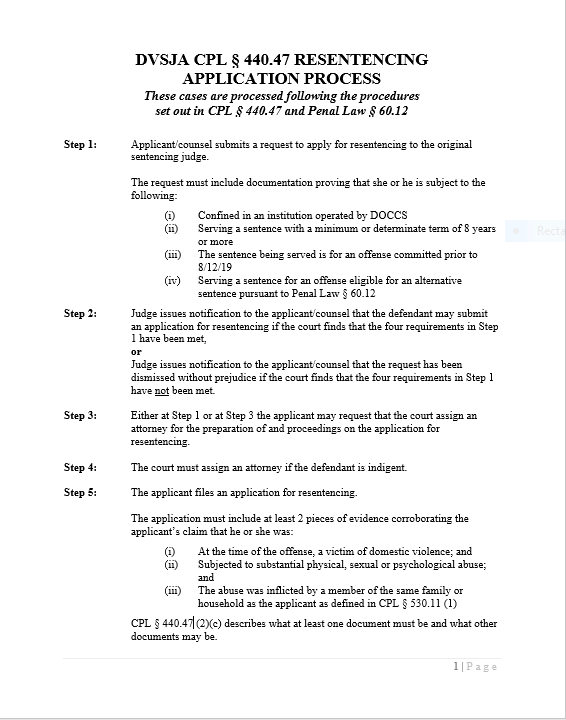 DVSJA CPL § 440.47 RESENTENCING
APPLICATION PROCESS
These cases are processed following the procedures
set out in CPL § 440.47 and Penal Law § 60.12
Step 1: Applicant/counsel submits a request to apply for resentencing to the original
sentencing judge.
The request must include documentation proving that she or he is subject to the
following:
(i) Confined in an institution operated by DOCCS
(ii) Serving a sentence with a minimum or determinate term of 8 years
or more
(iii) The sentence being served is for an offense committed prior to
8/12/19
(iv) Serving a sentence for an offense eligible for an alternative
sentence pursuant to Penal Law § 60.12
Step 2: Judge issues notification to the applicant/counsel that the defendant may submit
an application for resentencing if the court finds that the four requirements in Step
1 have been met,
or
Judge issues notification to the applicant/counsel that the request has been
dismissed without prejudice if the court finds that the four requirements in Step 1
have not been met.
Step 3: Either at Step 1 or at Step 3 the applicant may request that the court assign an
attorney for the preparation of and proceedings on the application for
resentencing.
Step 4: The court must assign an attorney if the defendant is indigent.
Step 5: The applicant files an application for resentencing.
The application must include at least 2 pieces of evidence corroborating the
applicant's claim that he or she was:
(i) At the time of the offense, a victim of domestic violence; and
(ii) Subjected to substantial physical, sexual or psychological abuse;
and
(iii) The abuse was inflicted by a member of the same family or
household as the applicant as defined in CPL § 530.11 (1)
CPL § 440.47(2)(c) describes what at least one document must be and what other
documents may be.
1 | Page